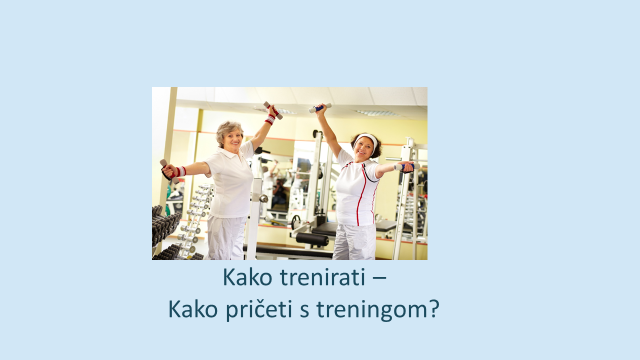 Kako trenirati –
Kako pričeti s treningom?